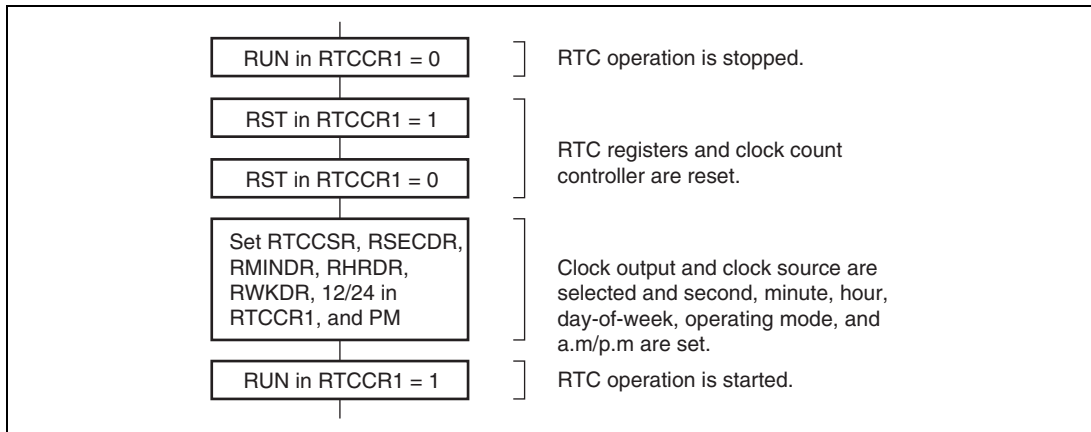 RUN in RTCCR1 = 0
RTC operation is stopped.
RST in RTCCR1 = 1
RST in RTCCR1 = 0
RTC registers and clock count
controller are reset.
Set RTCCSR, RSECDR,
RMINDR, RHRDR,
RWKDR, 12/24 in
RTCCR1, and PM
Clock output and clock source are
selected and second, minute, hour,
day-of-week, operating mode, and
a.m/p.m are set.
RUN in RTCCR1 = 1
RTC operation is started.